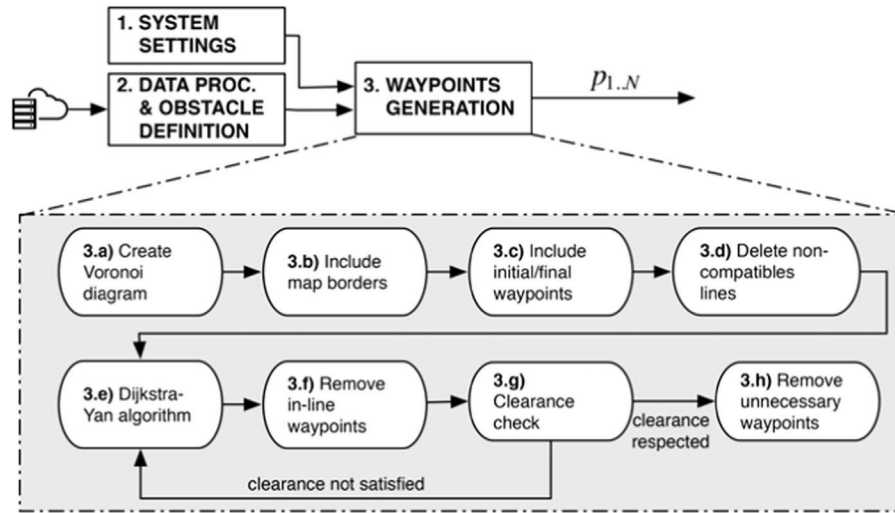 1. SYSTEM
SETTINGS
2. DATA PROC.
& OBSTACLE
DEFINITION
3. WAYPOINTS
GENERATION
p1..N
3.a) Create
Voronoi
diagram
3.b) Include
map borders
3.c) Include
initial/final
waypoints
3.d) Delete non-
compatibles
lines
3.e) Dijkstra-
Yan algorithm
3.f) Remove
in-line
waypoints
3.g)
Clearance
check
clearance
respected
3.h) Remove
unnecessary
waypoints
clearance not satisfied